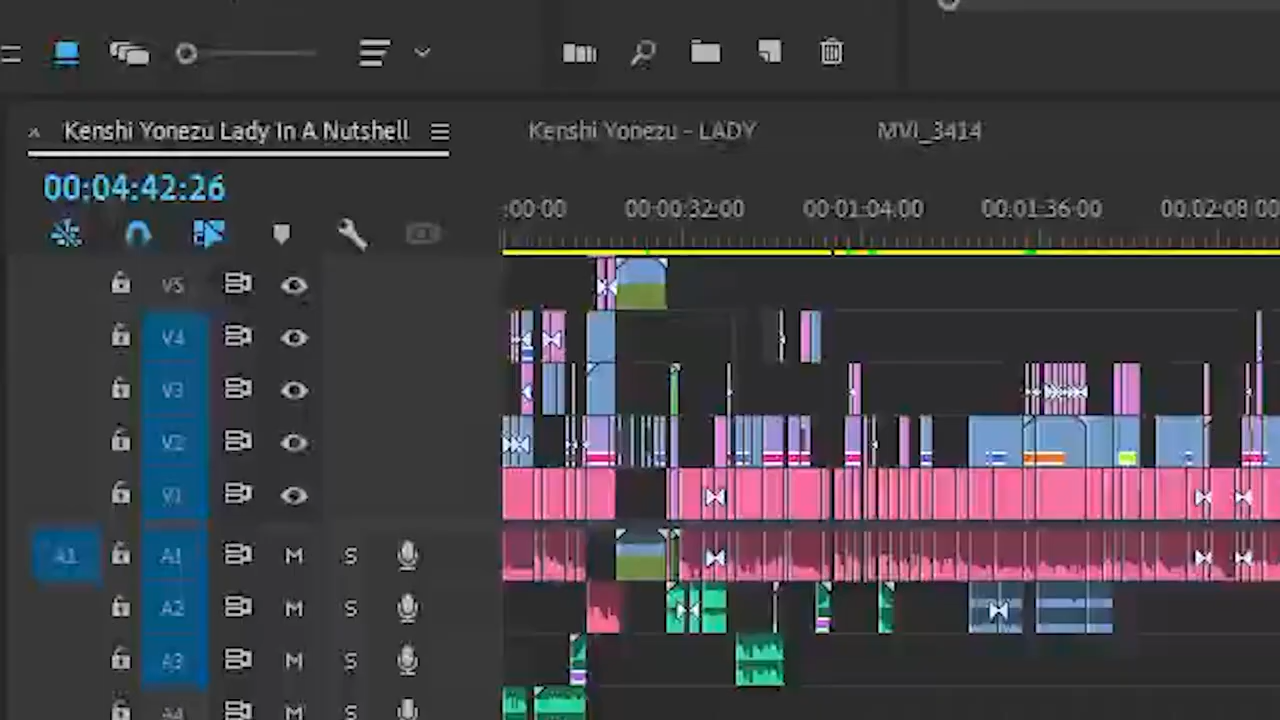 Kenshi Yonezu Lady In A Nutshell
Kenshi Yonezu - LADY
MVI_3414
00:04:42:26
:00:00
00:00:32:00
00:01:04:00
00:01:36:00
00:02:08:00
V5
V4
V3
V2
V1
A1 A1 M S
A2 M S
A3 M S
A4 M S